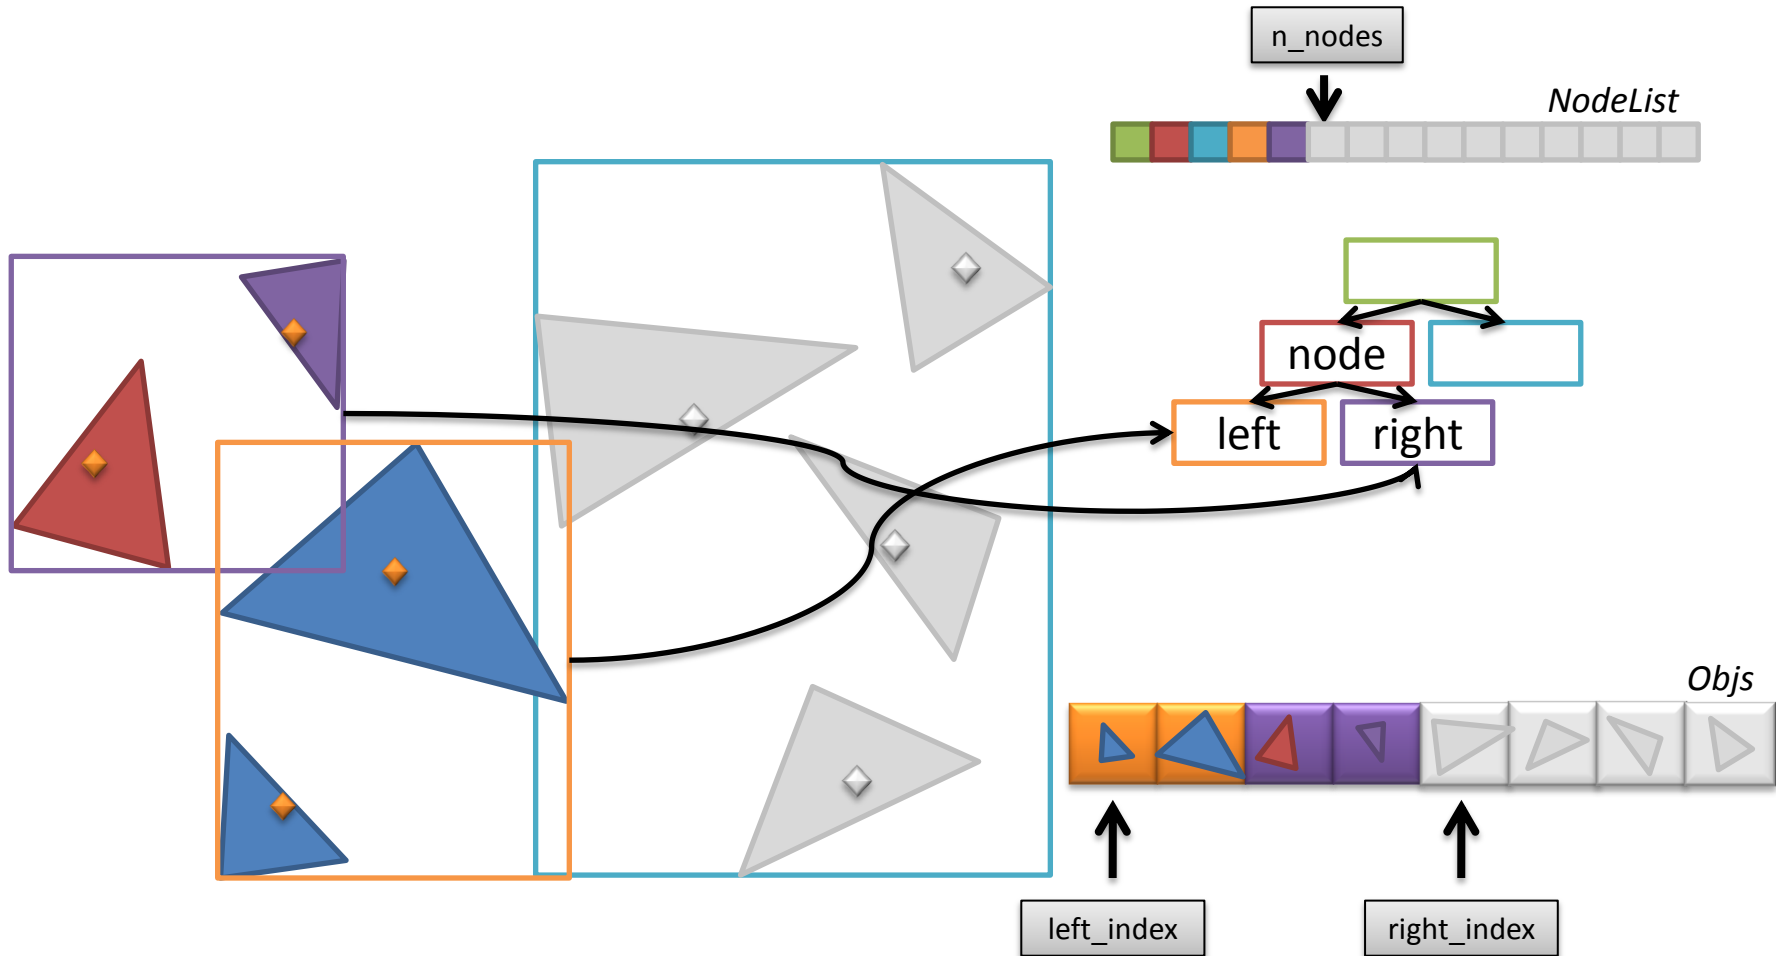 n_nodes
NodeList
node
left
right
Objs
left_index
right_index